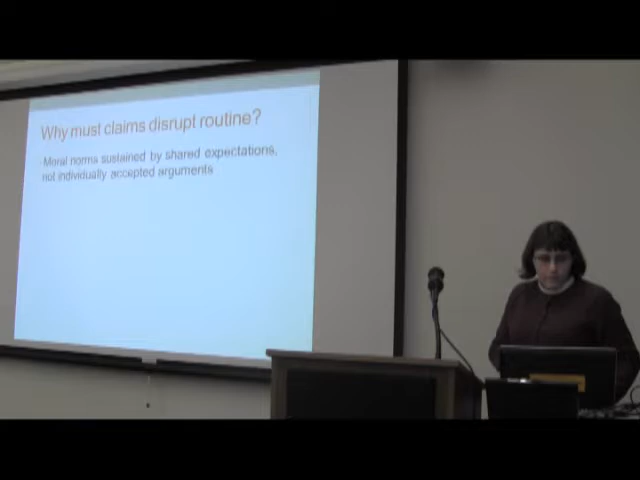 Why must claims disrupt routine?
Moral norms sustained by shared expectations,
not individually accepted arguments